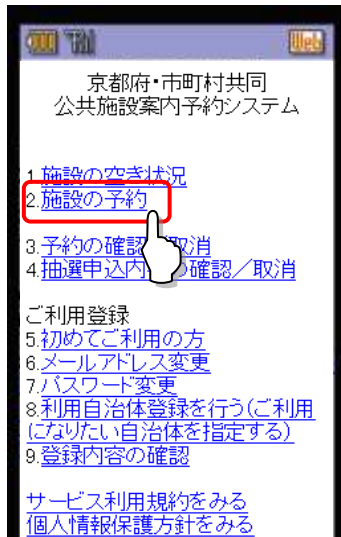 Web
京都府・市町村共同
公共施設案内予約システム
1.施設の空き状況
2.施設の予約
3.予約の確認／取消
4.抽選申込内 の確認／取消
ご利用登録
5.初めてご利用の方
6.メールアドレス変更
7.パスワード変更
8.利用自治体登録を行う(ご利用
になりたい自治体を指定する)
9.登録内容の確認
サービス利用規約をみる
個人情報保護方針をみる